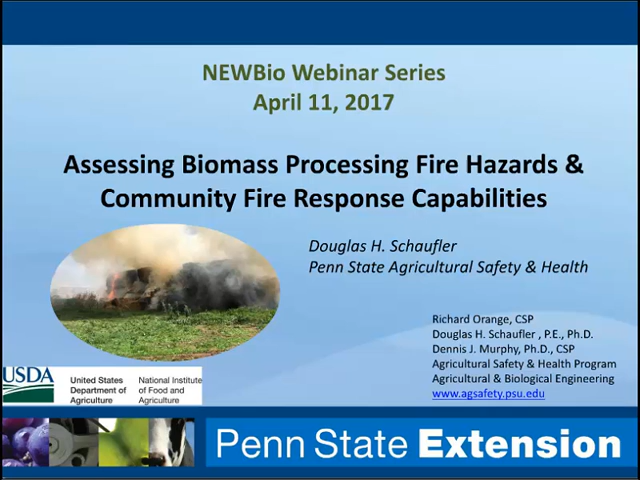 NEWBio Webinar Series
April 11, 2017
Assessing Biomass Processing Fire Hazards &
Community Fire Response Capabilities
Douglas H. Schaufler
Penn State Agricultural Safety & Health
Richard Orange, CSP
Douglas H. Schaufler , P.E., Ph.D.
Dennis J. Murphy, Ph.D., CSP
Agricultural Safety & Health Program
Agricultural & Biological Engineering
www.agsafety.psu.edu
USDA
United States
Department of
Agriculture
National Institute
of Food and
Agriculture
Penn State Extension